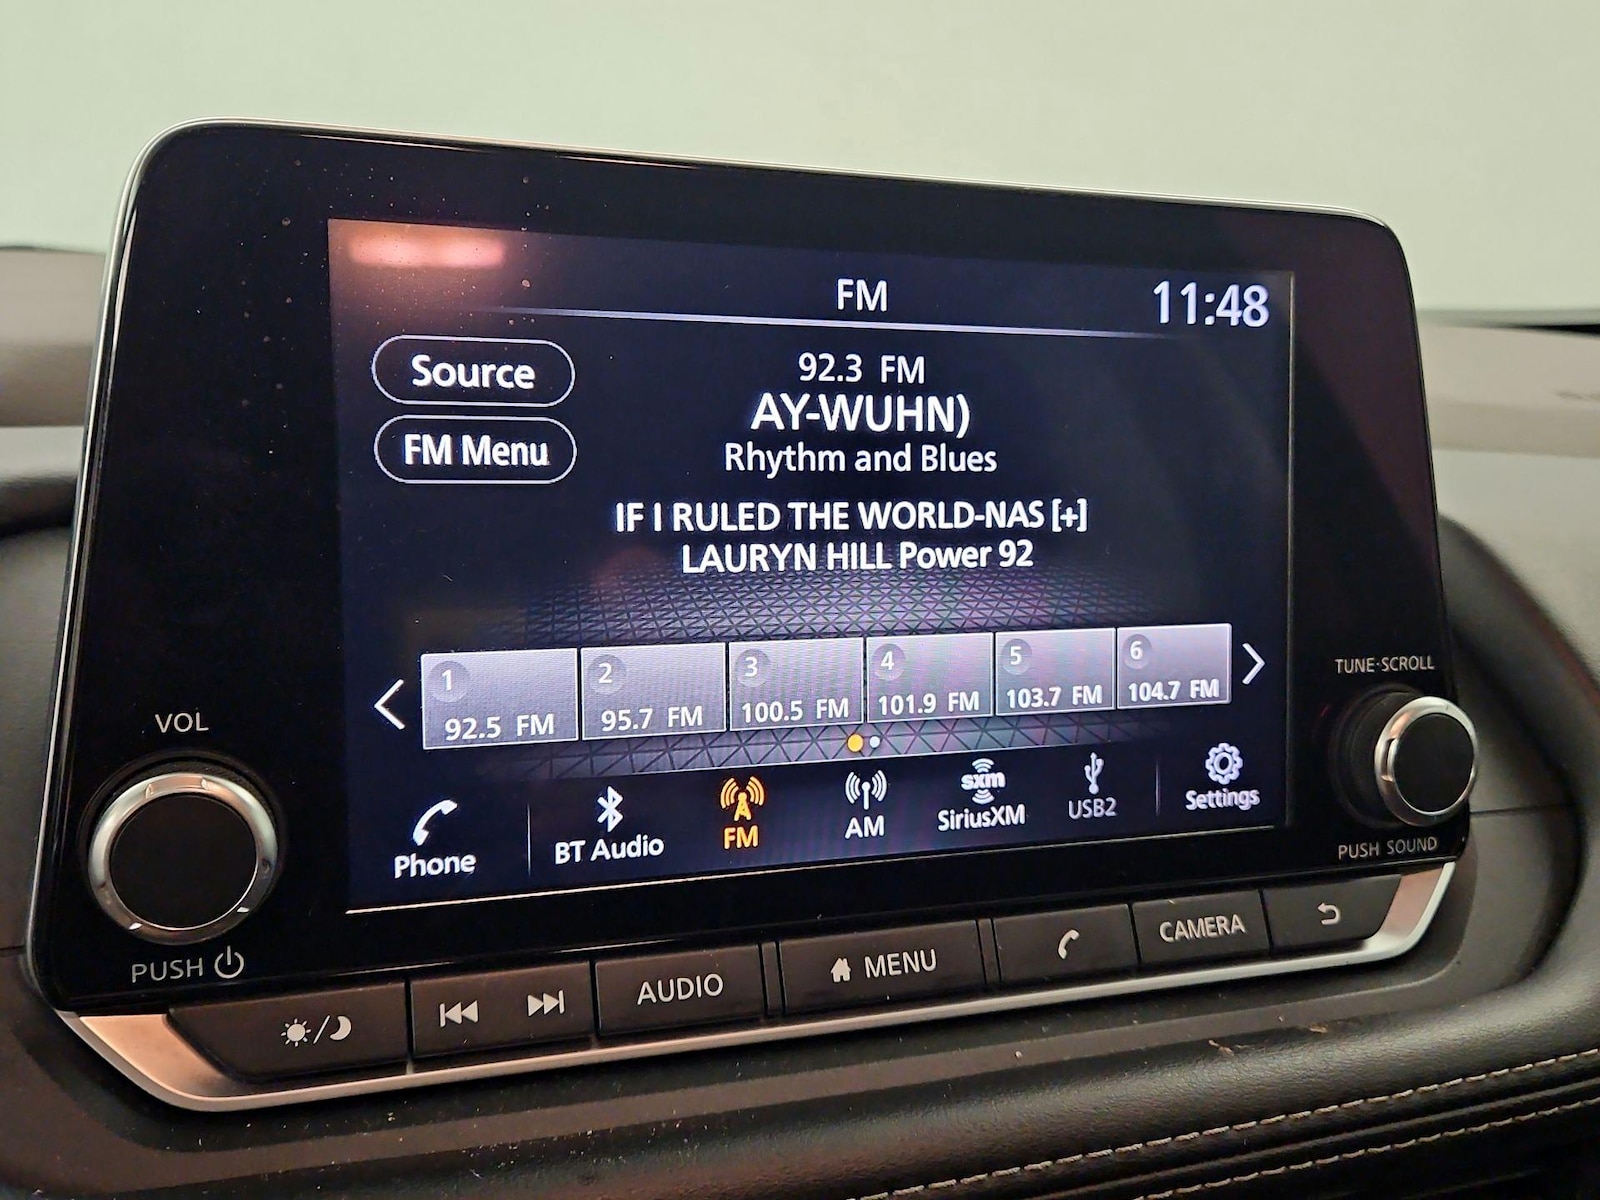 FM
11:48
Source
92.3 FM
AY-WUHN)
FM Menu
Rhythm and Blues
IF I RULED THE WORLD-NAS [+]
LAURYN HILL Power 92
1
92.5 FM
2
95.7 FM
3
100.5 FM
4
101.9 FM
5
103.7 FM
6
104.7 FM
Phone
BT Audio
FM
AM
sxm
SiriusXM
USB2
Settings
VOL
PUSH
TUNE·SCROLL
PUSH SOUND
AUDIO
MENU
CAMERA